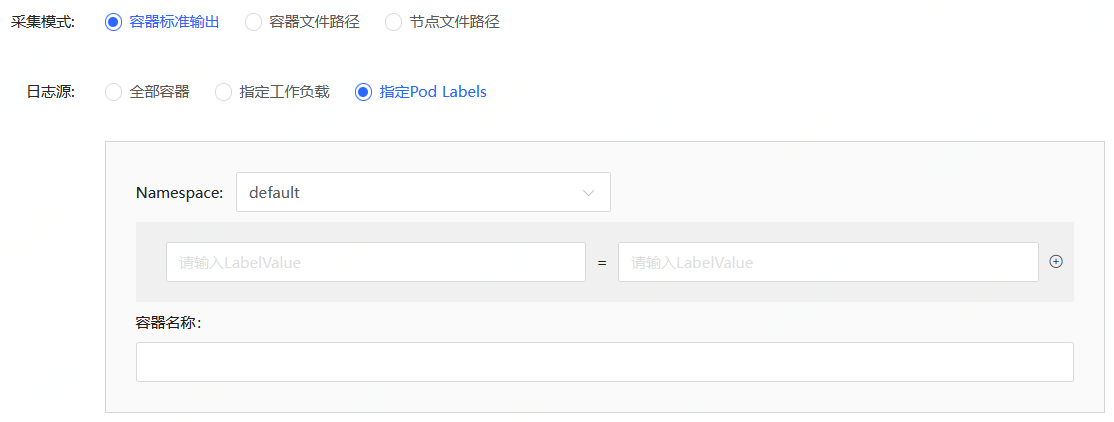 采集模式: 容器标准输出 容器文件路径 节点文件路径
日志源: 全部容器 指定工作负载 指定Pod Labels
Namespace: default
请输入LabelValue = 请输入LabelValue
容器名称: